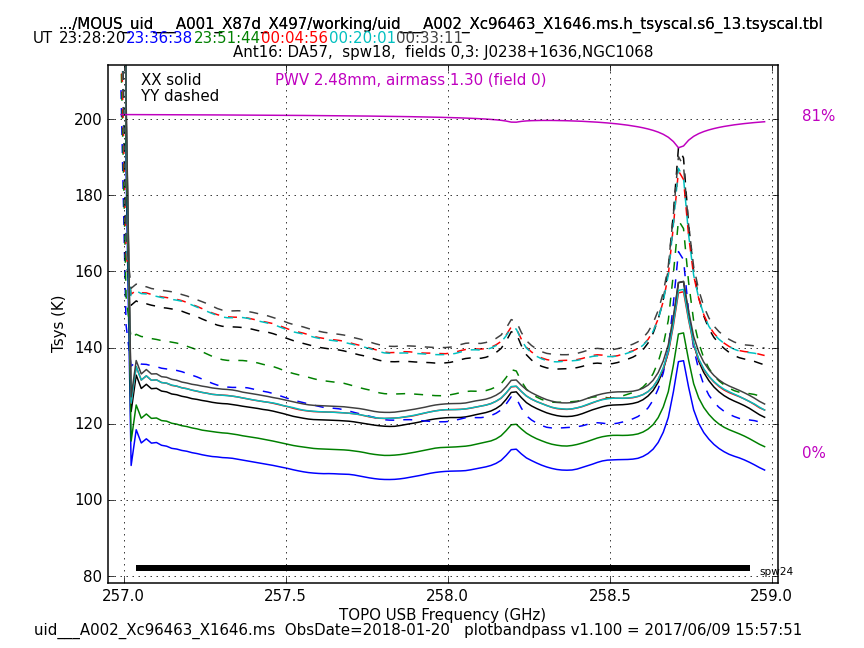 .../MOUS_uid___A001_X87d_X497/working/uid___A002_Xc96463_X1646.ms.h_tsyscal.s6_13.tsyscal.tbl
UT 23:28:20 23:36:38 23:51:44 00:04:56 00:20:01 00:33:11
Ant16: DA57, spw18, fields 0,3: J0238+1636,NGC1068
XX solid PWV 2.48mm, airmass 1.30 (field 0)
YY dashed
81%
0%
200
180
160
140
120
100
80
Tsys (K)
spw24
257.0 257.5 258.0 258.5 259.0
TOPO USB Frequency (GHz)
uid___A002_Xc96463_X1646.ms ObsDate=2018-01-20 plotbandpass v1.100 = 2017/06/09 15:57:51